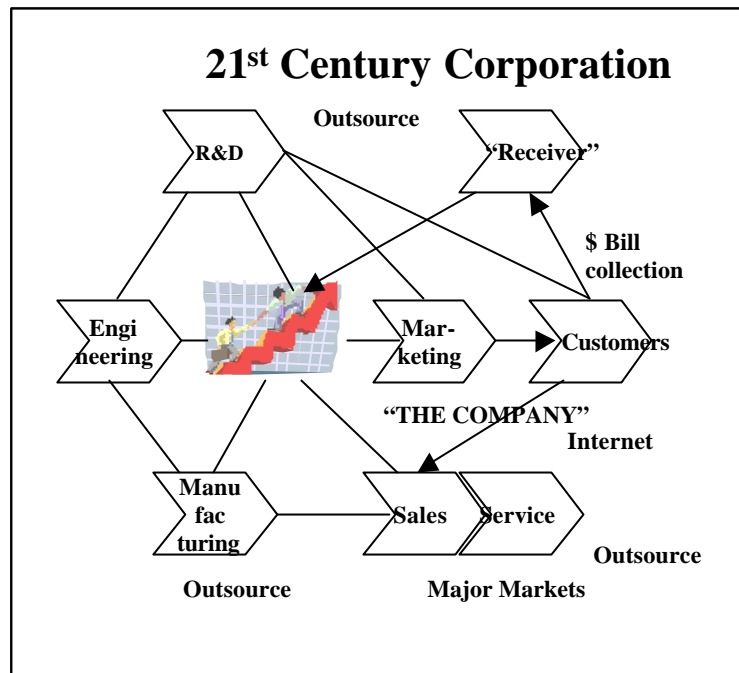 21st Century Corporation
Outsource
R&D
“Receiver”
$ Bill
collection
Engi
neering
Mar-
keting
Customers
“THE COMPANY”
Internet
Manu
fac
turing
Sales
Service
Outsource
Outsource
Major Markets